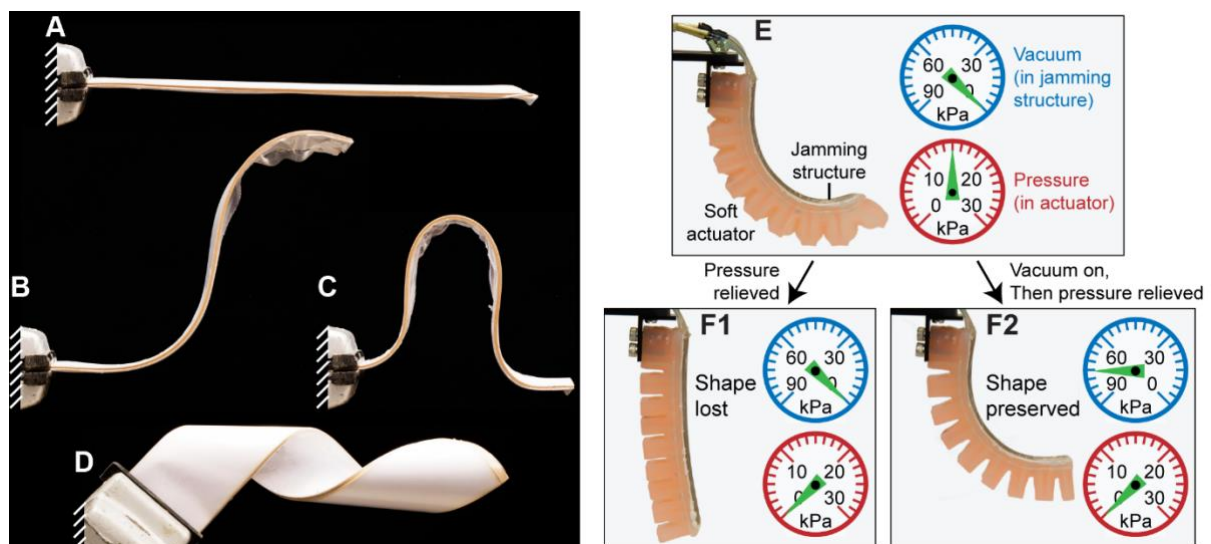 A
B
C
D
E
Vacuum
(in jamming
structure)
60 30
90 0
kPa
Jamming
structure
Soft
actuator
10 20
0 30
kPa
Pressure
(in actuator)
Pressure
relieved
Vacuum on,
Then pressure relieved
F1
Shape
lost
60 30
90 0
kPa
10 20
0 30
kPa
F2
Shape
preserved
60 30
90 0
kPa
10 20
0 30
kPa